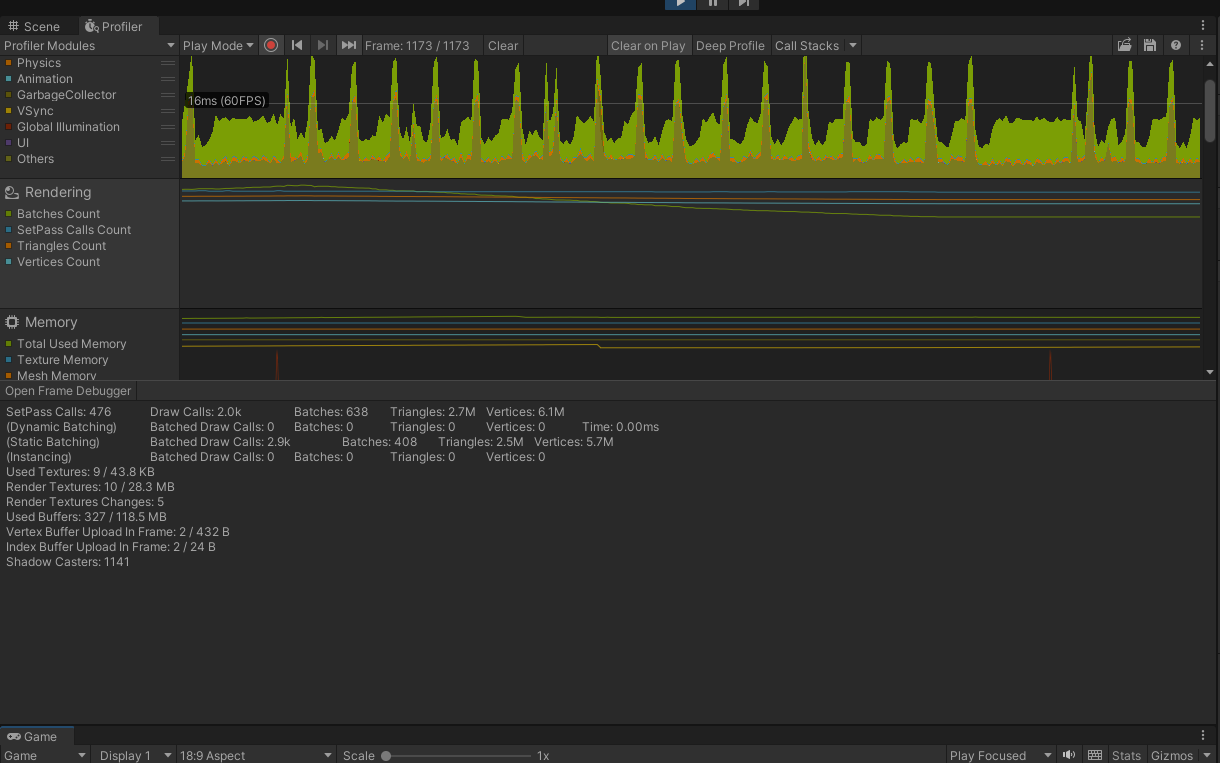 Scene Profiler
Profiler Modules Play Mode Frame: 1173 / 1173 Clear Clear on Play Deep Profile Call Stacks
Physics
Animation
GarbageCollector
VSync
Global Illumination
UI
Others
16ms (60FPS)
Rendering
Batches Count
SetPass Calls Count
Triangles Count
Vertices Count
Memory
Total Used Memory
Texture Memory
Mesh Memory
Open Frame Debugger
SetPass Calls: 476 Draw Calls: 2.0k Batches: 638 Triangles: 2.7M Vertices: 6.1M
(Dynamic Batching) Batched Draw Calls: 0 Batches: 0 Triangles: 0 Vertices: 0 Time: 0.00ms
(Static Batching) Batched Draw Calls: 2.9k Batches: 408 Triangles: 2.5M Vertices: 5.7M
(Instancing) Batched Draw Calls: 0 Batches: 0 Triangles: 0 Vertices: 0
Used Textures: 9 / 43.8 KB
Render Textures: 10 / 28.3 MB
Render Textures Changes: 5
Used Buffers: 327 / 118.5 MB
Vertex Buffer Upload In Frame: 2 / 432 B
Index Buffer Upload In Frame: 2 / 24 B
Shadow Casters: 1141
Game
Game Display 1 18:9 Aspect Scale 1x Play Focused Stats Gizmos